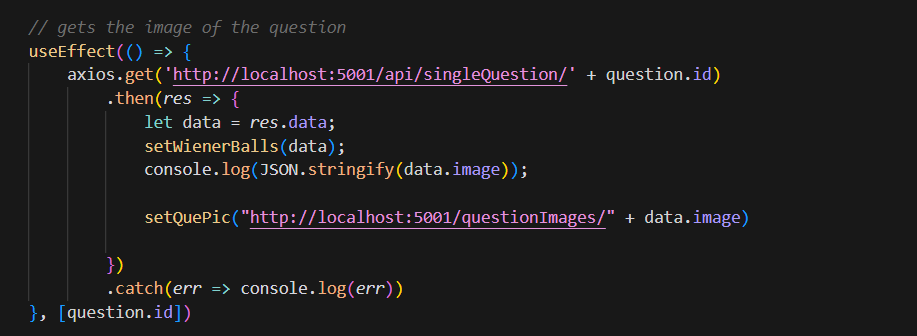 // gets the image of the question
useEffect(() => {
axios.get('http://localhost:5001/api/singleQuestion/' + question.id)
.then(res => {
let data = res.data;
setWienerBalls(data);
console.log(JSON.stringify(data.image));
setQuePic("http://localhost:5001/questionImages/" + data.image)
})
.catch(err => console.log(err))
}, [question.id])